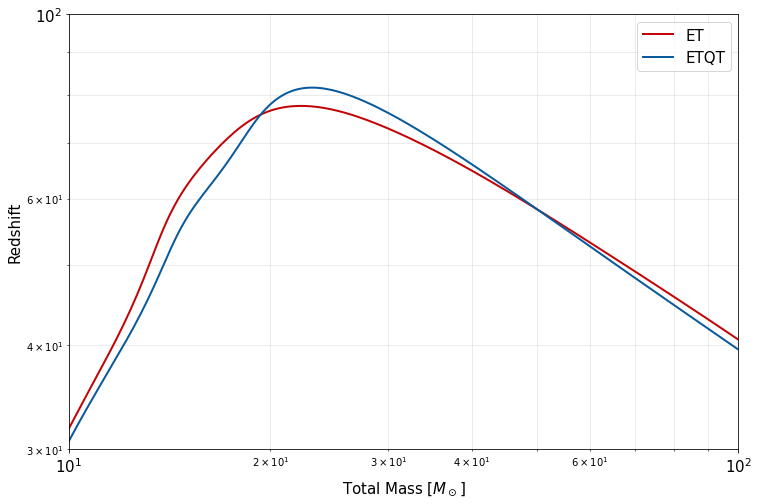 10²
ET
ETQT
6 × 10¹
Redshift
4 × 10¹
3 × 10¹
10¹
2 × 10¹
3 × 10¹
4 × 10¹
6 × 10¹
10²
Total Mass [M⊙]